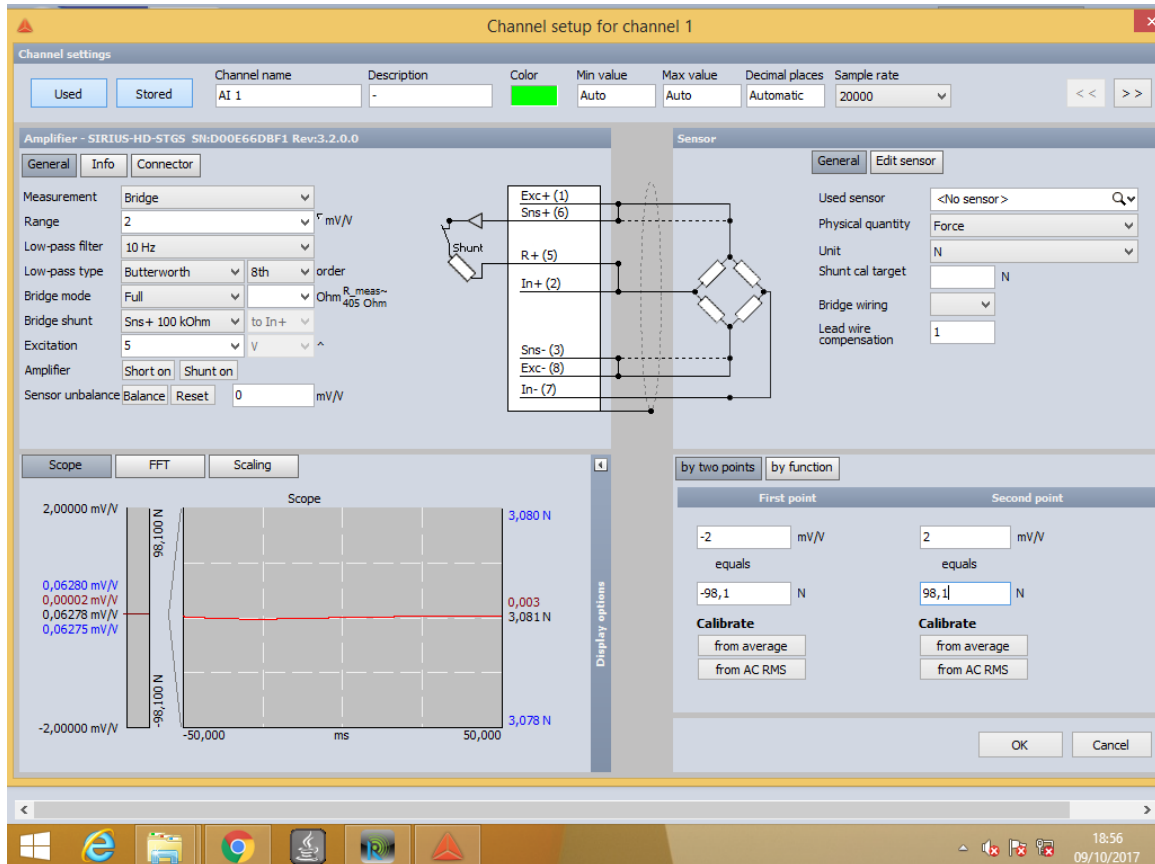 Channel setup for channel 1
Channel settings
Used
Stored
Channel name
AI 1
Description
-
Color
Min value
Auto
Max value
Auto
Decimal places
Automatic
Sample rate
20000
<<
>>
Amplifier - SIRIUS-HD-STGS SN:D00E66DBF1 Rev:3.2.0.0
General
Info
Connector
Measurement
Bridge
Range
2
mV/V
Low-pass filter
10 Hz
Low-pass type
Butterworth
8th
order
Bridge mode
Full
Ohm
R_meas~
405 Ohm
Bridge shunt
Sns+ 100 kOhm
to In+
Excitation
5
V
^
Amplifier
Short on
Shunt on
Sensor unbalance
Balance
Reset
0
mV/V
Shunt
Exc+ (1)
Sns+ (6)
R+ (5)
In+ (2)
Sns- (3)
Exc- (8)
In- (7)
Sensor
General
Edit sensor
Used sensor
<No sensor>
Physical quantity
Force
Unit
N
Shunt cal target
N
Bridge wiring
Lead wire
compensation
1
Scope
FFT
Scaling
Scope
2,00000 mV/V
98,100 N
3,080 N
0,06280 mV/V
0,00002 mV/V
0,06278 mV/V
0,06275 mV/V
0,003
3,081 N
-98,100 N
-2,00000 mV/V
3,078 N
-50,000
ms
50,000
Display options
by two points
by function
First point
Second point
-2
mV/V
2
mV/V
equals
equals
-98,1
N
98,1
N
Calibrate
Calibrate
from average
from average
from AC RMS
from AC RMS
OK
Cancel
18:56
09/10/2017